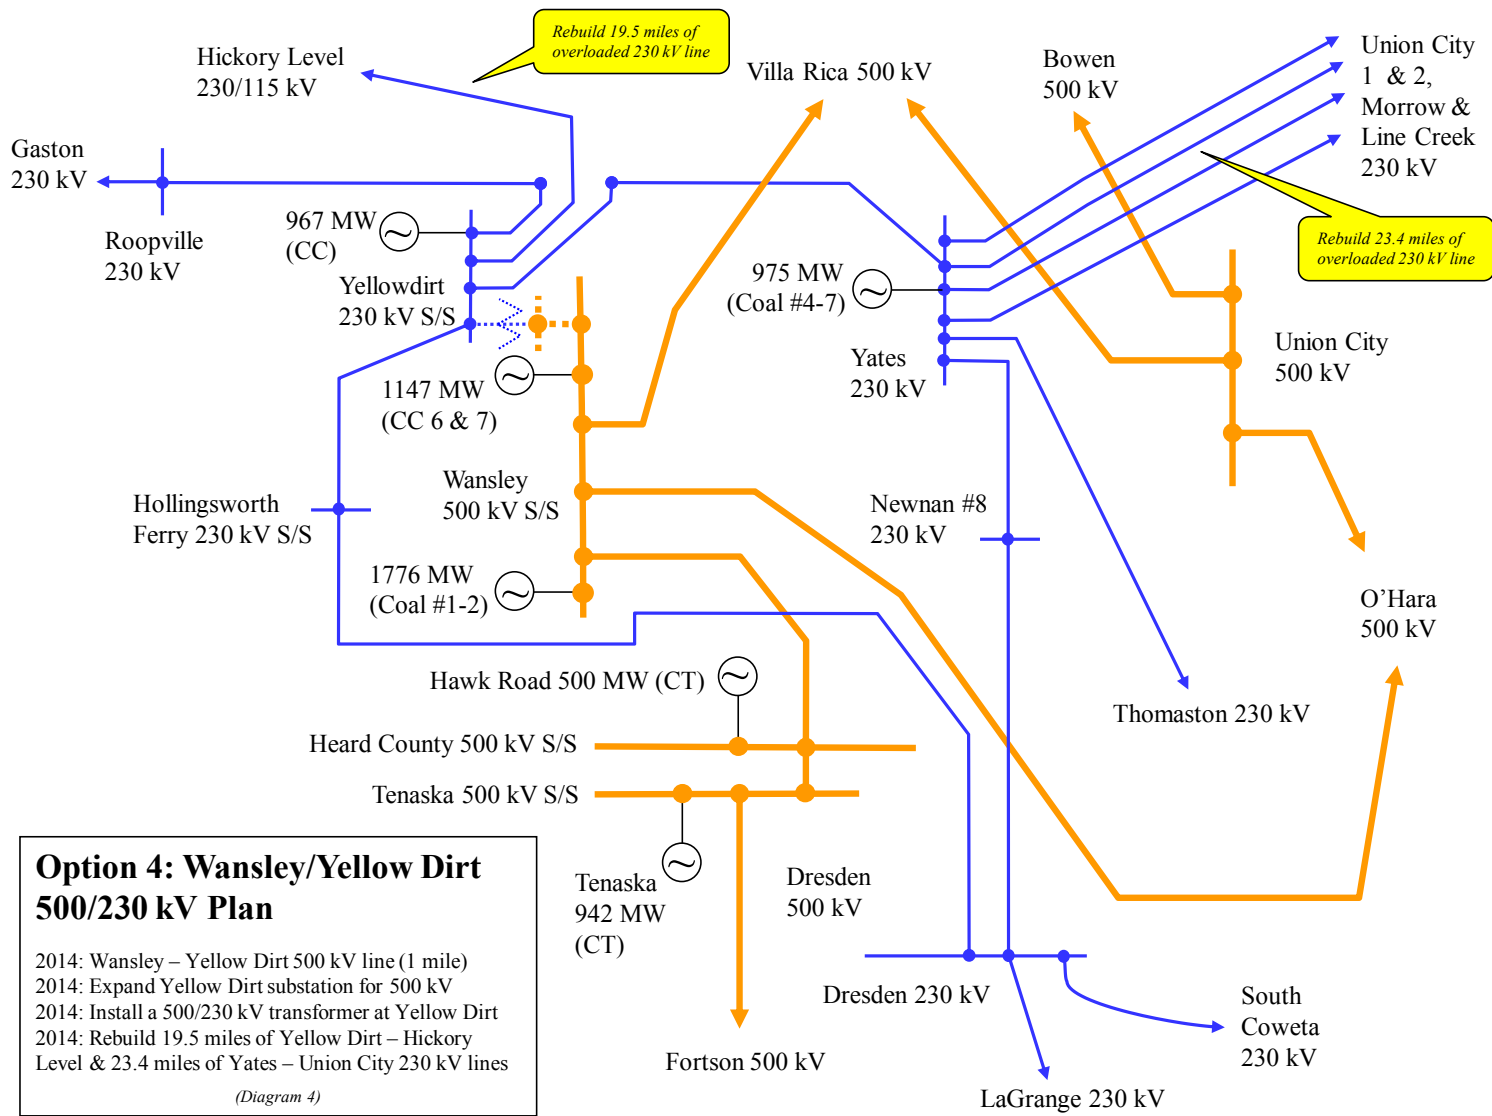 Rebuild 19.5 miles of
overloaded 230 kV line
Hickory Level
230/115 kV
Villa Rica 500 kV
Bowen
500 kV
Union City
1 & 2,
Morrow &
Line Creek
230 kV
Gaston
230 kV
Roopville
230 kV
967 MW
(CC)
Yellowdirt
230 kV S/S
975 MW
(Coal #4-7)
Rebuild 23.4 miles of
overloaded 230 kV line
Yates
230 kV
Union City
500 kV
1147 MW
(CC 6 & 7)
Wansley
500 kV S/S
Hollingsworth
Ferry 230 kV S/S
Newnan #8
230 kV
1776 MW
(Coal #1-2)
O'Hara
500 kV
Hawk Road 500 MW (CT)
Thomaston 230 kV
Heard County 500 kV S/S
Tenaska 500 kV S/S
Tenaska
942 MW
(CT)
Dresden
500 kV
Dresden 230 kV
South
Coweta
230 kV
Fortson 500 kV
LaGrange 230 kV
Option 4: Wansley/Yellow Dirt
500/230 kV Plan
2014: Wansley – Yellow Dirt 500 kV line (1 mile)
2014: Expand Yellow Dirt substation for 500 kV
2014: Install a 500/230 kV transformer at Yellow Dirt
2014: Rebuild 19.5 miles of Yellow Dirt – Hickory
Level & 23.4 miles of Yates – Union City 230 kV lines
(Diagram 4)